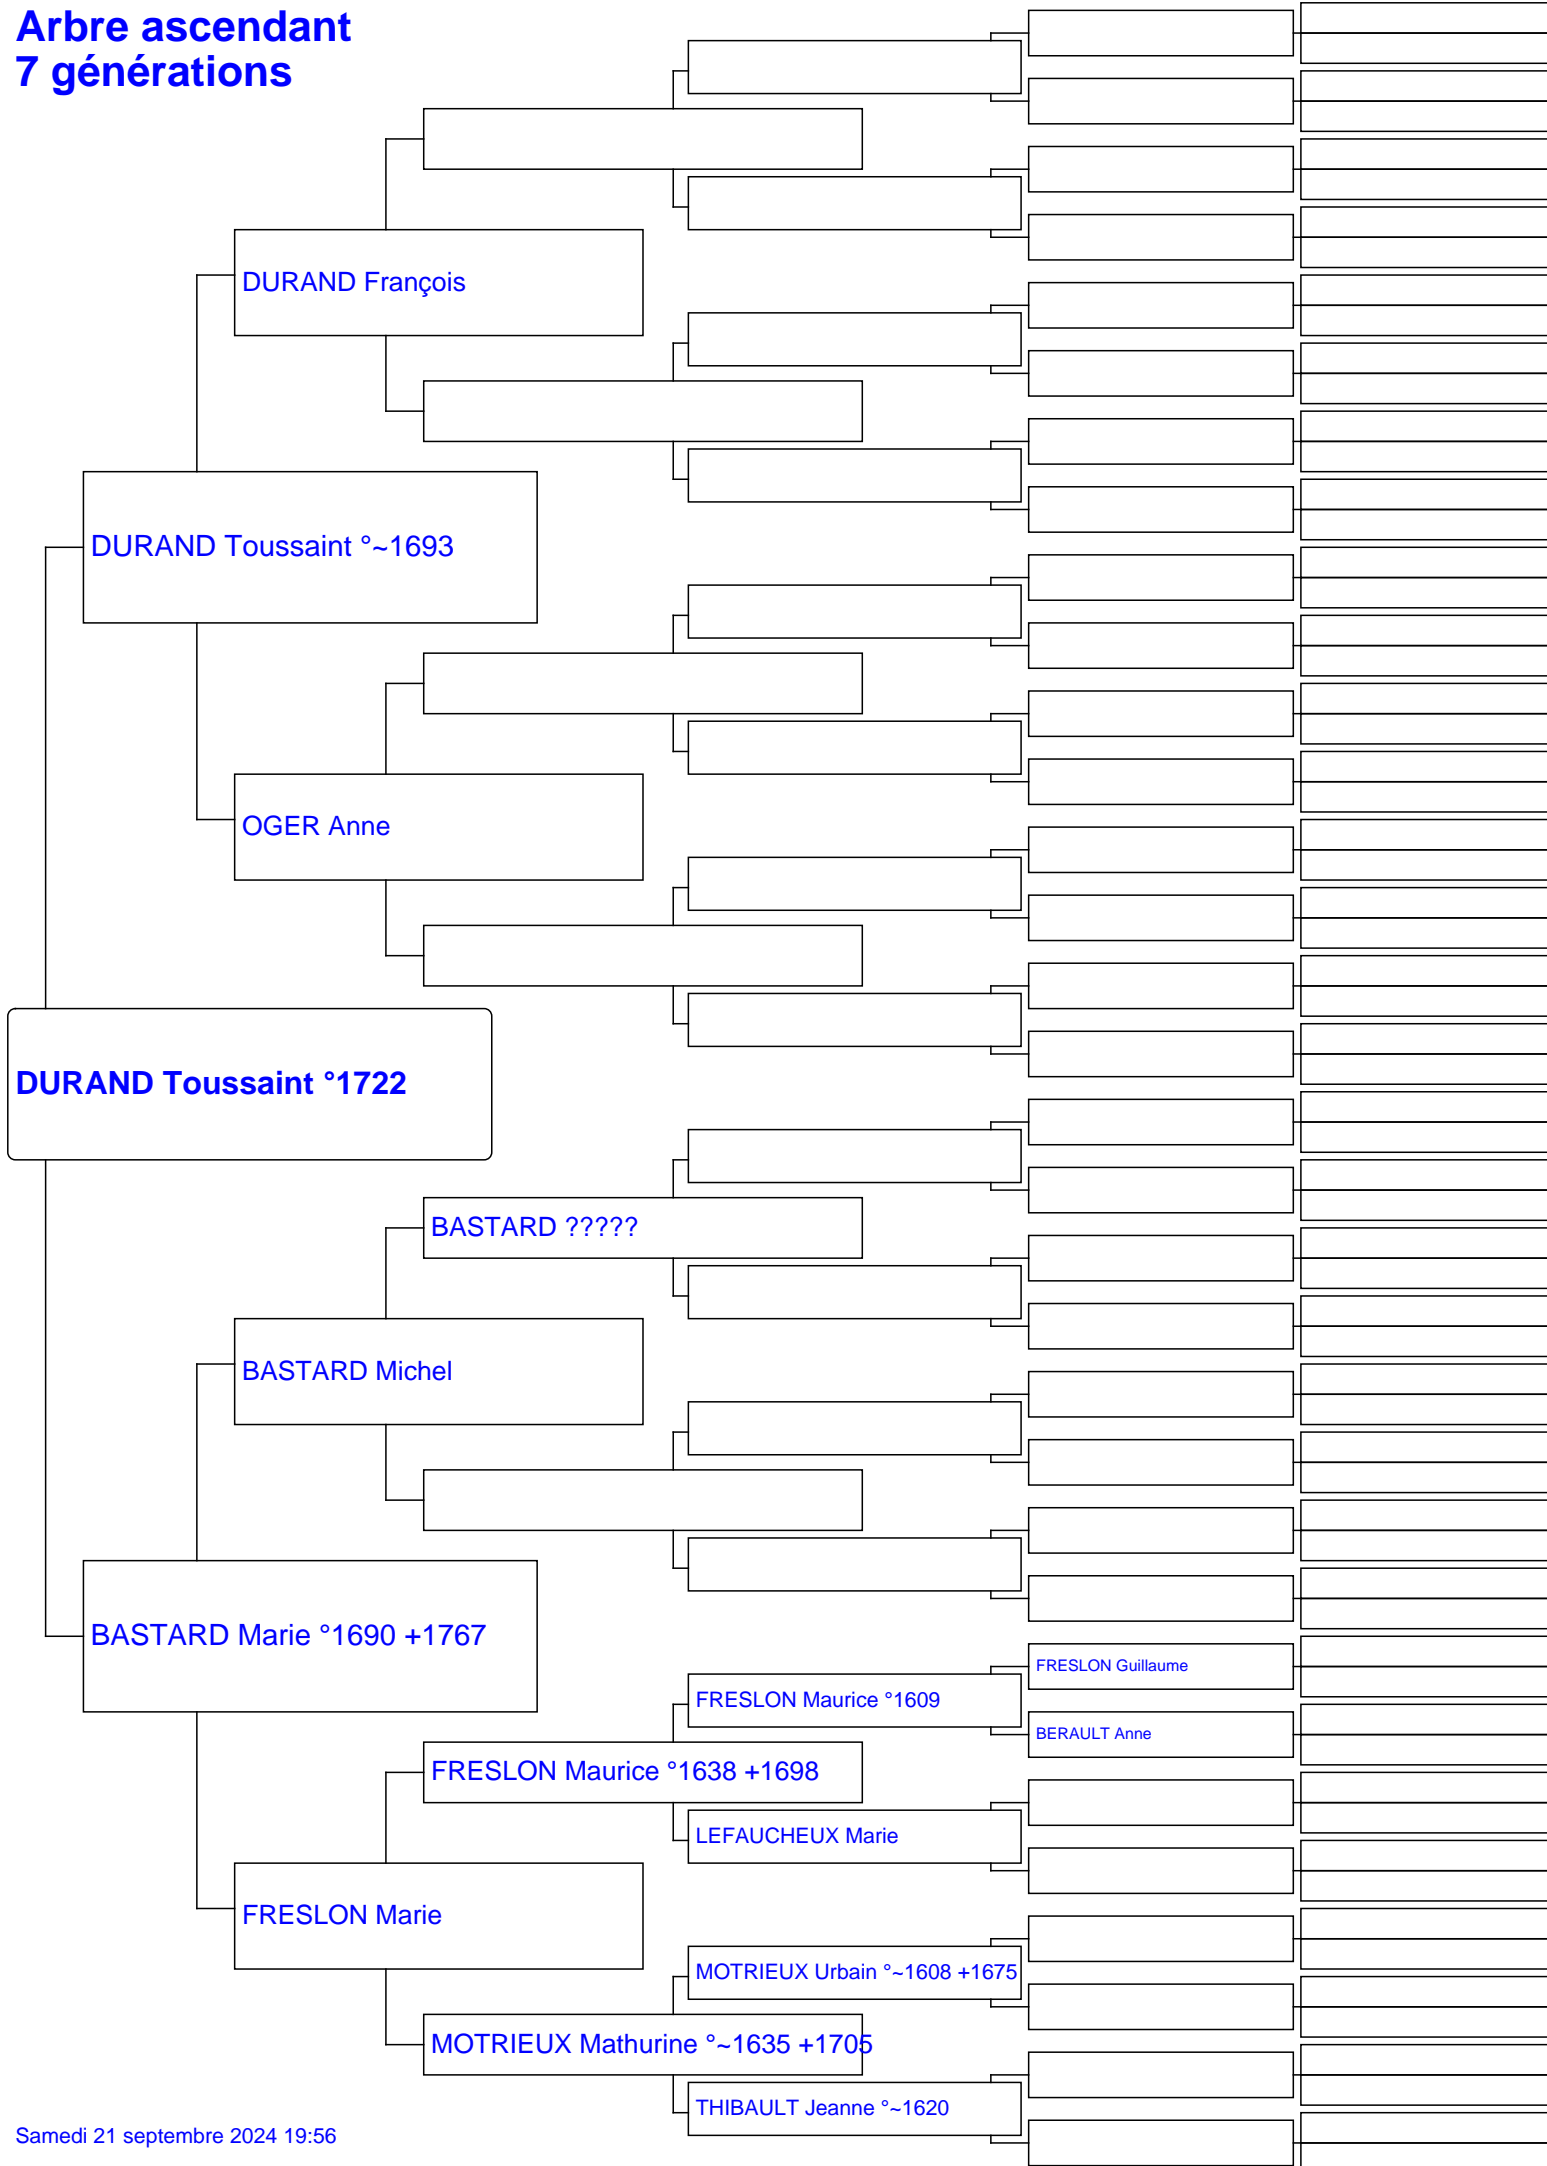 Arbre ascendant
7 générations
DURAND François
DURAND Toussaint °~1693
OGER Anne
DURAND Toussaint °1722
BASTARD ?????
BASTARD Michel
BASTARD Marie °1690 +1767
FRESLON Guillaume
FRESLON Maurice °1609
BERAULT Anne
FRESLON Maurice °1638 +1698
LEFAUCHEUX Marie
FRESLON Marie
MOTRIEUX Urbain °~1608 +1675
MOTRIEUX Mathurine °~1635 +1705
THIBAULT Jeanne °~1620
Samedi 21 septembre 2024 19:56